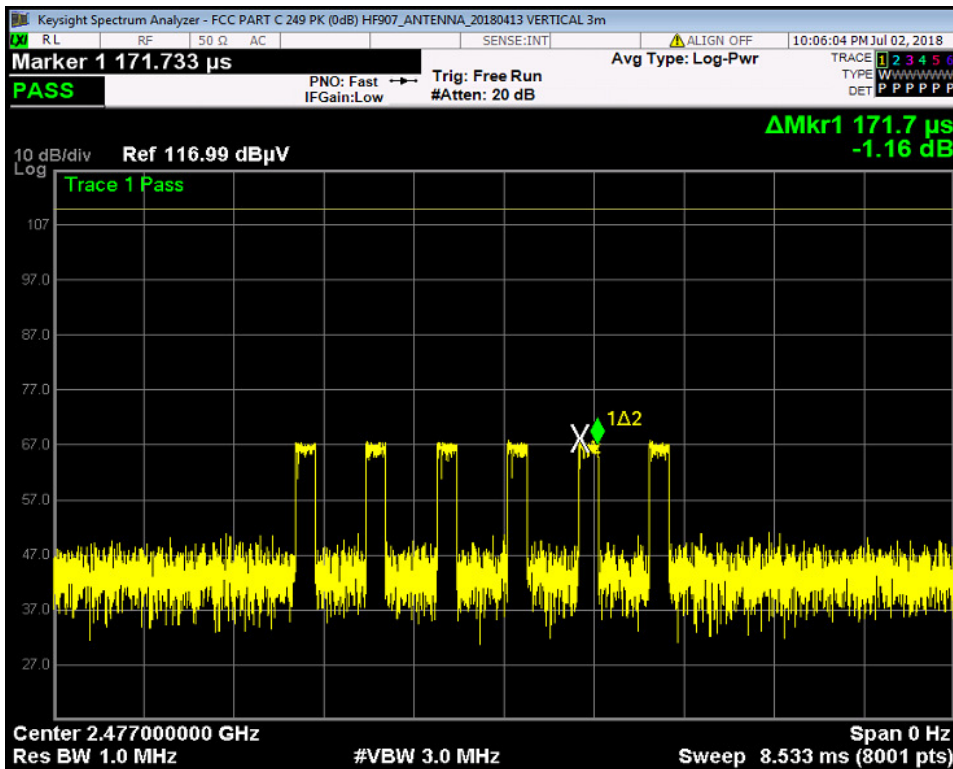 Keysight Spectrum Analyzer - FCC PART C 249 PK (0dB) HF907_ANTENNA_20180413 VERTICAL 3m
LXI RL RF 50 Ω AC SENSE:INT ALIGN OFF 10:06:04 PM Jul 02, 2018
Marker 1 171.733 µs
PASS
PNO: Fast
IFGain:Low
Trig: Free Run
#Atten: 20 dB
Avg Type: Log-Pwr
TRACE 1 2 3 4 5 6
TYPE WWWWWW
DET P P P P P P
ΔMkr1 171.7 µs
-1.16 dB
10 dB/div Ref 116.99 dBµV
Log
Trace 1 Pass
107
97.0
87.0
77.0
1Δ2
67.0
57.0
47.0
37.0
27.0
Center 2.477000000 GHz Span 0 Hz
Res BW 1.0 MHz #VBW 3.0 MHz Sweep 8.533 ms (8001 pts)